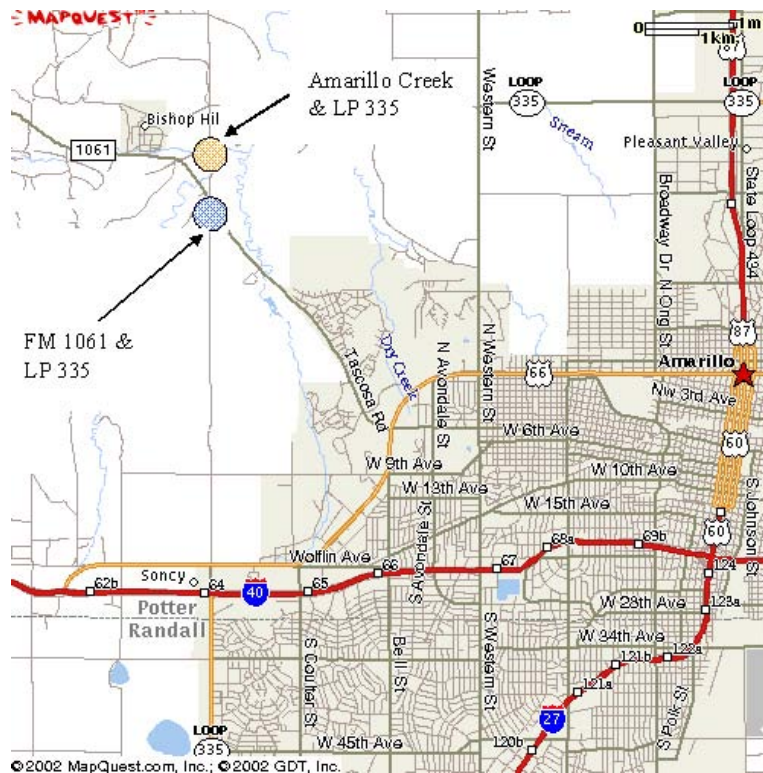 MAPQUEST
0 1m
1km
87
Amarillo Creek
& LP 335
Western St
LOOP
335
LOOP
335
Bishop Hil
1061
Stream
Pleasant Valley
Broadway Dr
State Loop 434
N Ong St
FM 1061 &
LP 335
Tascosa Rd
Dry Creek
N Avondale St
N Western St
66
87
Amarillo
NW 3rd Ave
60
W 6th Ave
W 9th Ave
W 10th Ave
W 13th Ave
W 15th Ave
S Johnson St
60
Wolflin Ave
68a
69b
66
67
Soncy
62b
64
40
65
124
Potter
Randall
W 28th Ave
123a
W 34th Ave
122a
121b
121a
S Coulter St
Bell St
S Western St
S Polk St
27
LOOP
335
W 45th Ave
120b
©2002 MapQuest.com, Inc.; ©2002 GDT, Inc.